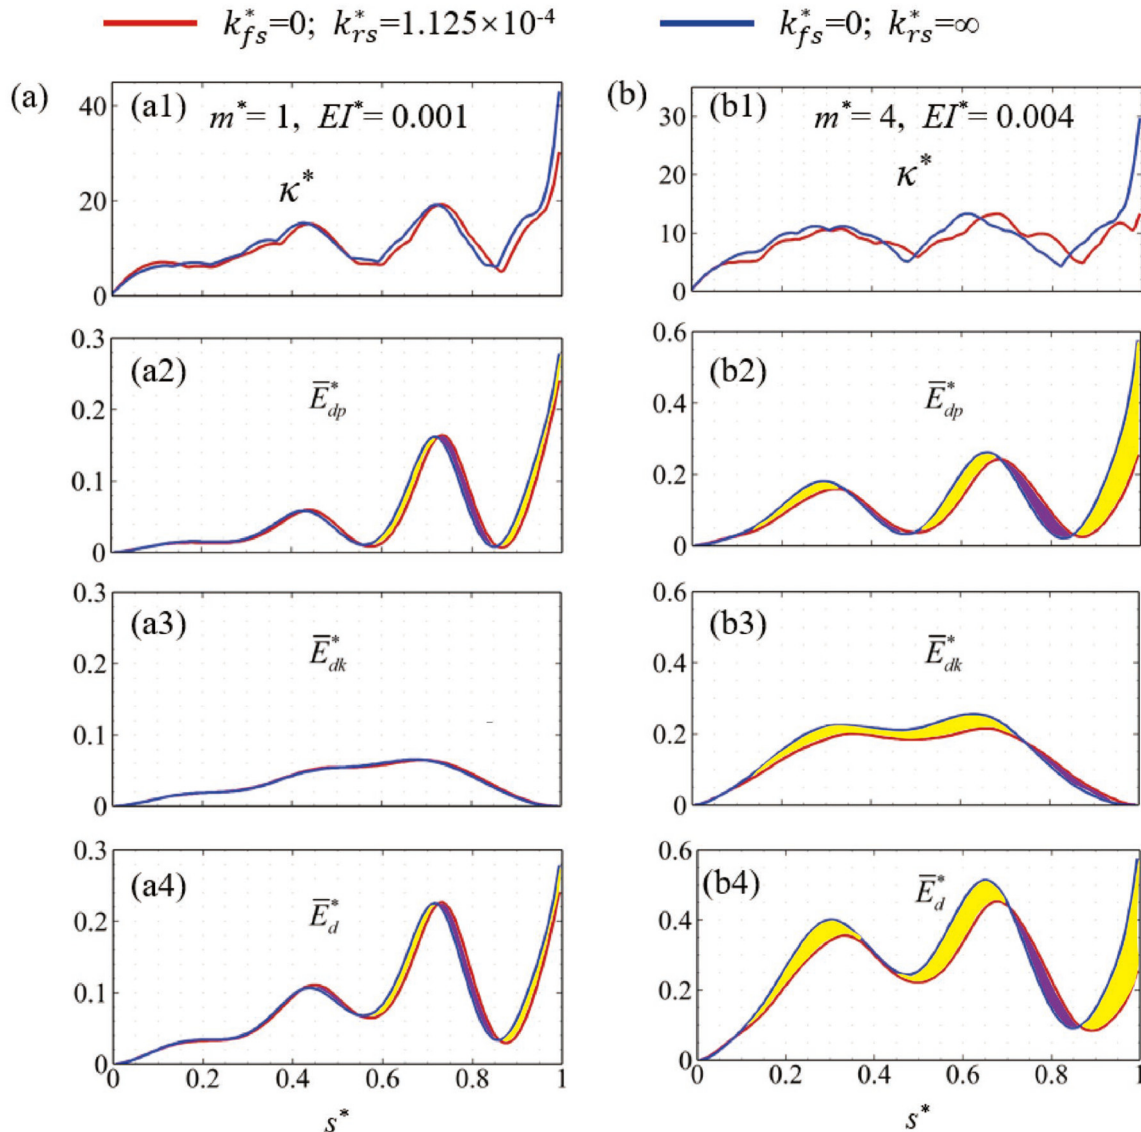 k*fs=0; k*rs=1.125×10-4
k*fs=0; k*rs=∞
(a)
(a1)
m*= 1, EI*= 0.001
κ*
40
20
0
(b)
(b1)
m*= 4, EI*= 0.004
κ*
30
20
10
0
(a2)
E̅*dp
0.3
0.2
0.1
0
(b2)
E̅*dp
0.6
0.4
0.2
0
(a3)
E̅*dk
0.3
0.2
0.1
0
(b3)
E̅*dk
0.6
0.4
0.2
0
(a4)
E̅*d
0.3
0.2
0.1
0
0 0.2 0.4 0.6 0.8 1
s*
(b4)
E̅*d
0.6
0.4
0.2
0
0 0.2 0.4 0.6 0.8 1
s*